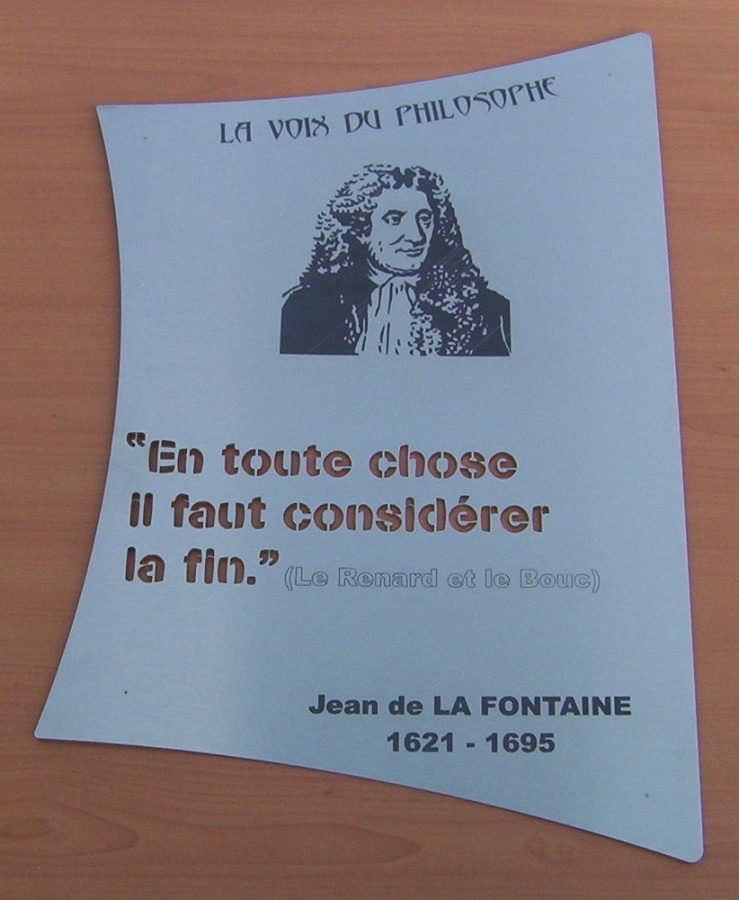 LA VOIX DU PHILOSOPHE
“En toute chose
il faut considérer
la fin.” (Le Renard et le Bouc)
Jean de LA FONTAINE
1621 - 1695